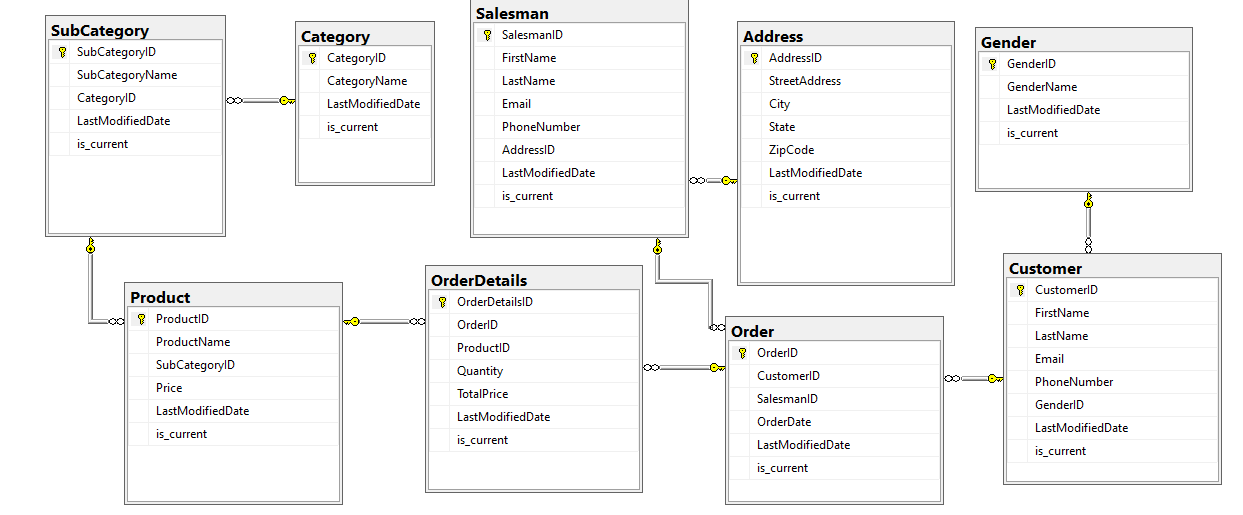 SubCategory
SubCategoryID
SubCategoryName
CategoryID
LastModifiedDate
is_current
Category
CategoryID
CategoryName
LastModifiedDate
is_current
Salesman
SalesmanID
FirstName
LastName
Email
PhoneNumber
AddressID
LastModifiedDate
is_current
Address
AddressID
StreetAddress
City
State
ZipCode
LastModifiedDate
is_current
Gender
GenderID
GenderName
LastModifiedDate
is_current
Product
ProductID
ProductName
SubCategoryID
Price
LastModifiedDate
is_current
OrderDetails
OrderDetailsID
OrderID
ProductID
Quantity
TotalPrice
LastModifiedDate
is_current
Order
OrderID
CustomerID
SalesmanID
OrderDate
LastModifiedDate
is_current
Customer
CustomerID
FirstName
LastName
Email
PhoneNumber
GenderID
LastModifiedDate
is_current